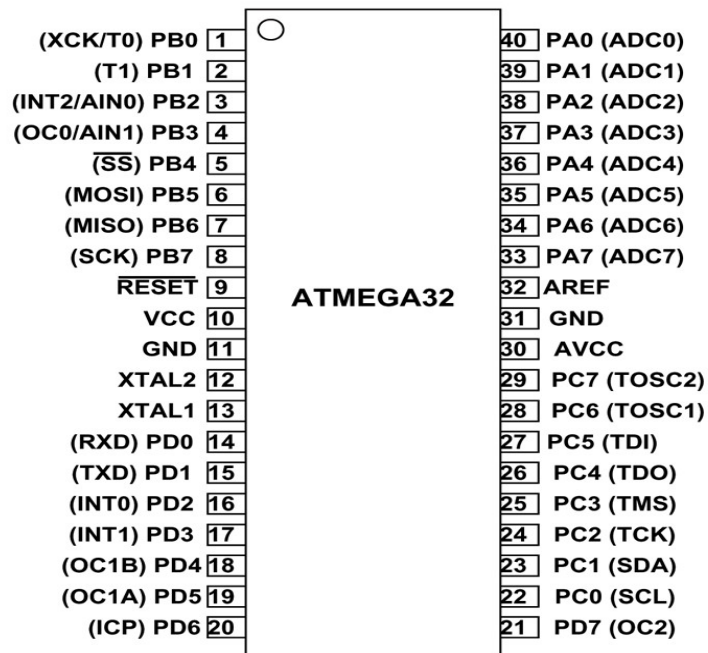 (XCK/T0) PB0 1 40 PA0 (ADC0)
(T1) PB1 2 39 PA1 (ADC1)
(INT2/AIN0) PB2 3 38 PA2 (ADC2)
(OC0/AIN1) PB3 4 37 PA3 (ADC3)
(S̅S̅) PB4 5 36 PA4 (ADC4)
(MOSI) PB5 6 35 PA5 (ADC5)
(MISO) PB6 7 34 PA6 (ADC6)
(SCK) PB7 8 33 PA7 (ADC7)
R̅E̅S̅E̅T̅ 9 32 AREF
ATMEGA32
VCC 10 31 GND
GND 11 30 AVCC
XTAL2 12 29 PC7 (TOSC2)
XTAL1 13 28 PC6 (TOSC1)
(RXD) PD0 14 27 PC5 (TDI)
(TXD) PD1 15 26 PC4 (TDO)
(INT0) PD2 16 25 PC3 (TMS)
(INT1) PD3 17 24 PC2 (TCK)
(OC1B) PD4 18 23 PC1 (SDA)
(OC1A) PD5 19 22 PC0 (SCL)
(ICP) PD6 20 21 PD7 (OC2)